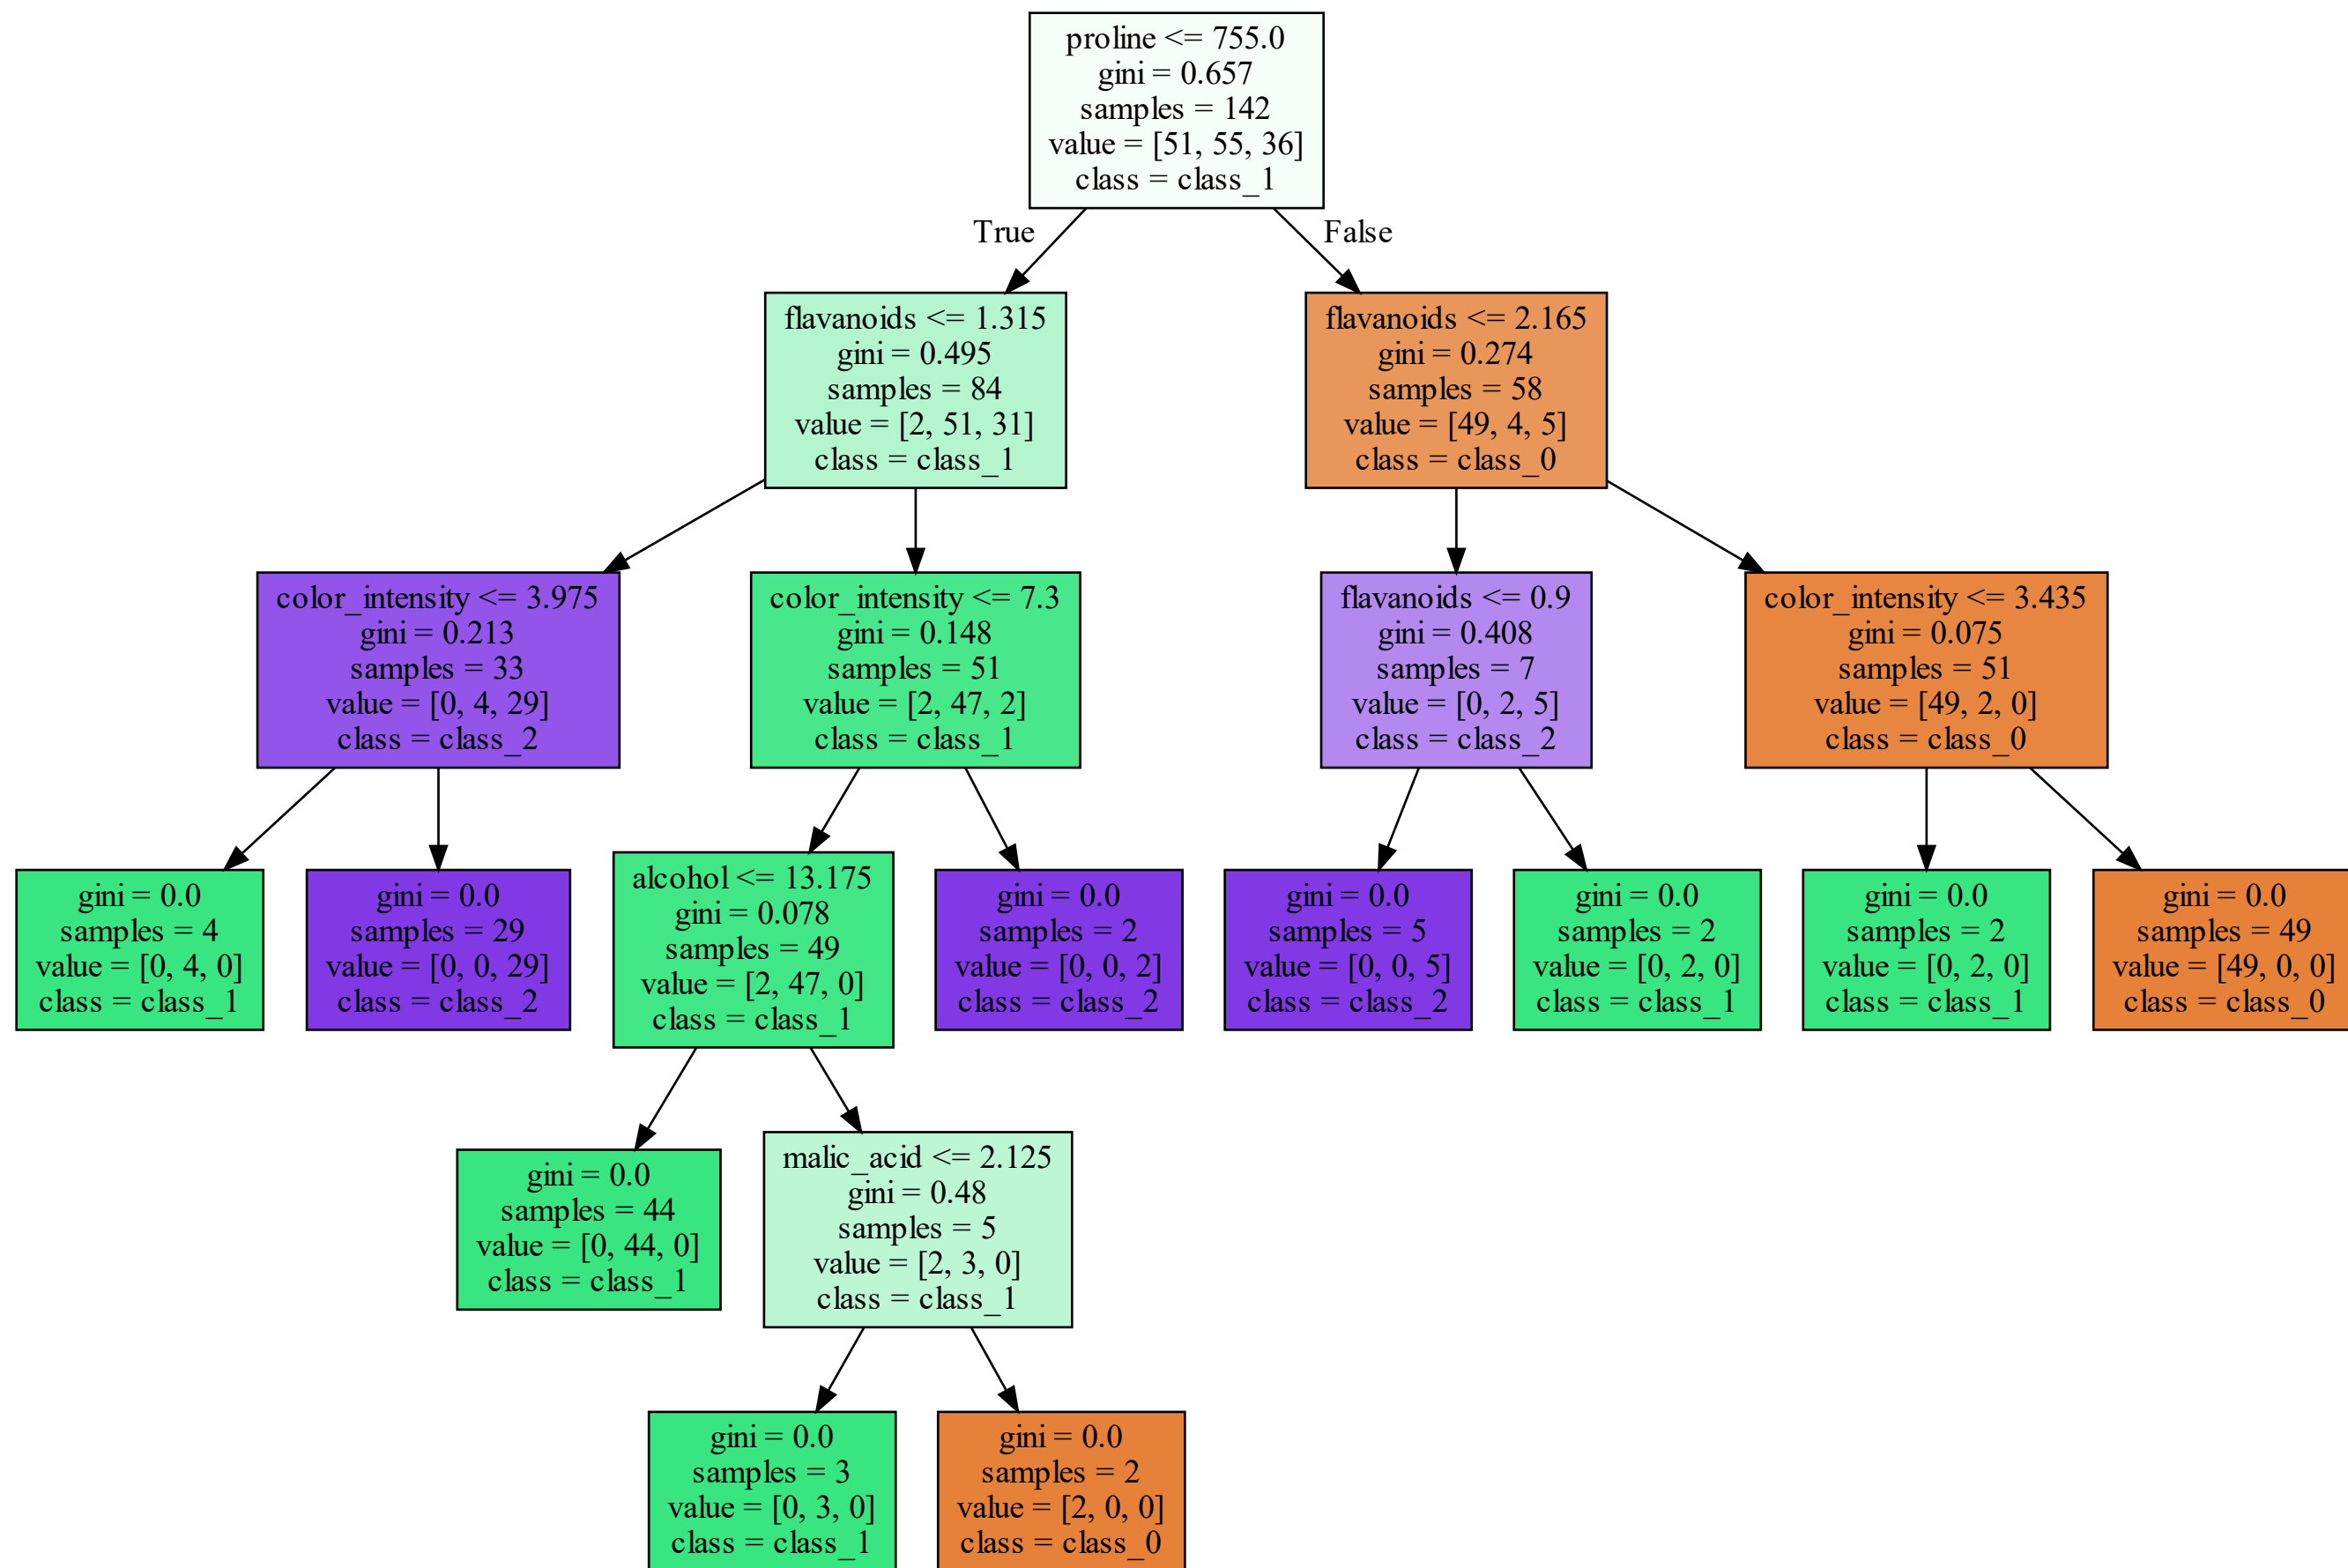 proline <= 755.0
gini = 0.657
samples = 142
value = [51, 55, 36]
class = class_1
True
False
flavanoids <= 1.315
gini = 0.495
samples = 84
value = [2, 51, 31]
class = class_1
flavanoids <= 2.165
gini = 0.274
samples = 58
value = [49, 4, 5]
class = class_0
color_intensity <= 3.975
gini = 0.213
samples = 33
value = [0, 4, 29]
class = class_2
color_intensity <= 7.3
gini = 0.148
samples = 51
value = [2, 47, 2]
class = class_1
flavanoids <= 0.9
gini = 0.408
samples = 7
value = [0, 2, 5]
class = class_2
color_intensity <= 3.435
gini = 0.075
samples = 51
value = [49, 2, 0]
class = class_0
gini = 0.0
samples = 4
value = [0, 4, 0]
class = class_1
gini = 0.0
samples = 29
value = [0, 0, 29]
class = class_2
alcohol <= 13.175
gini = 0.078
samples = 49
value = [2, 47, 0]
class = class_1
gini = 0.0
samples = 2
value = [0, 0, 2]
class = class_2
gini = 0.0
samples = 5
value = [0, 0, 5]
class = class_2
gini = 0.0
samples = 2
value = [0, 2, 0]
class = class_1
gini = 0.0
samples = 2
value = [0, 2, 0]
class = class_1
gini = 0.0
samples = 49
value = [49, 0, 0]
class = class_0
gini = 0.0
samples = 44
value = [0, 44, 0]
class = class_1
malic_acid <= 2.125
gini = 0.48
samples = 5
value = [2, 3, 0]
class = class_1
gini = 0.0
samples = 3
value = [0, 3, 0]
class = class_1
gini = 0.0
samples = 2
value = [2, 0, 0]
class = class_0